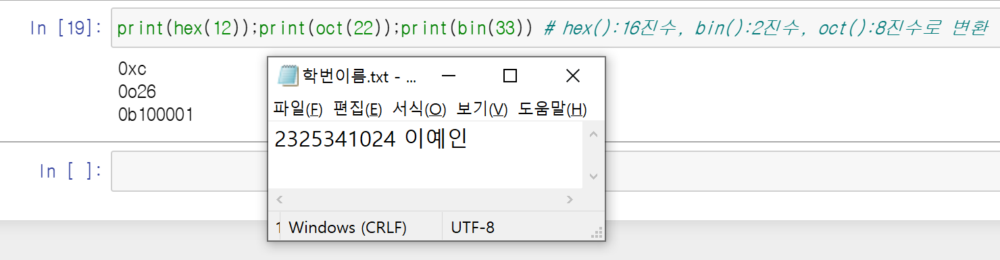 In [19]: print(hex(12));print(oct(22));print(bin(33)) # hex():16진수, bin():2진수, oct():8진수로 변환
0xc
0o26
0b100001
학번이름.txt - ...
파일(F) 편집(E) 서식(O) 보기(V) 도움말(H)
2325341024 이예인
In [ ]:
1 Windows (CRLF) UTF-8